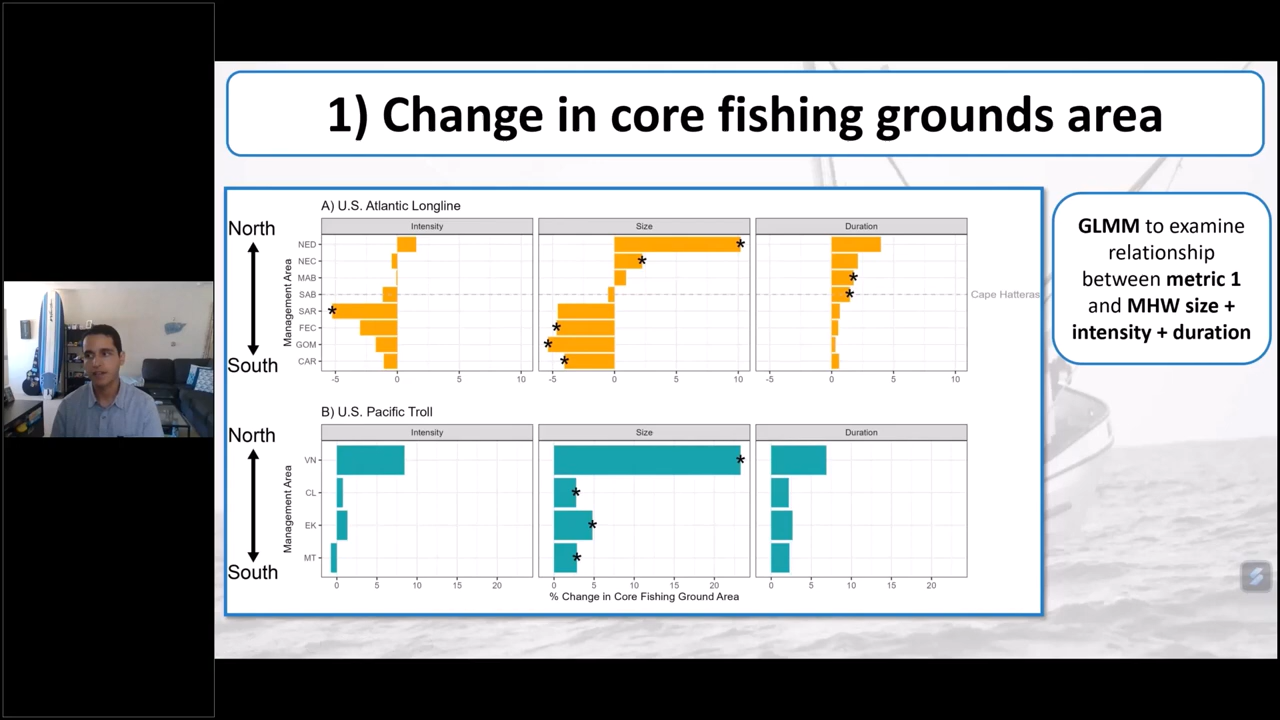 1) Change in core fishing grounds area
A) U.S. Atlantic Longline
North
Intensity
Size
Duration
NED
NEC
MAB
SAB
Cape Hatteras
SAR
FEC
GOM
CAR
Management Area
South
-5 0 5 10
-5 0 5 10
-5 0 5 10
B) U.S. Pacific Troll
North
Intensity
Size
Duration
VN
CL
EK
MT
Management Area
South
0 5 10 15 20
0 5 10 15 20
0 5 10 15 20
% Change in Core Fishing Ground Area
GLMM to examine
relationship
between metric 1
and MHW size +
intensity + duration